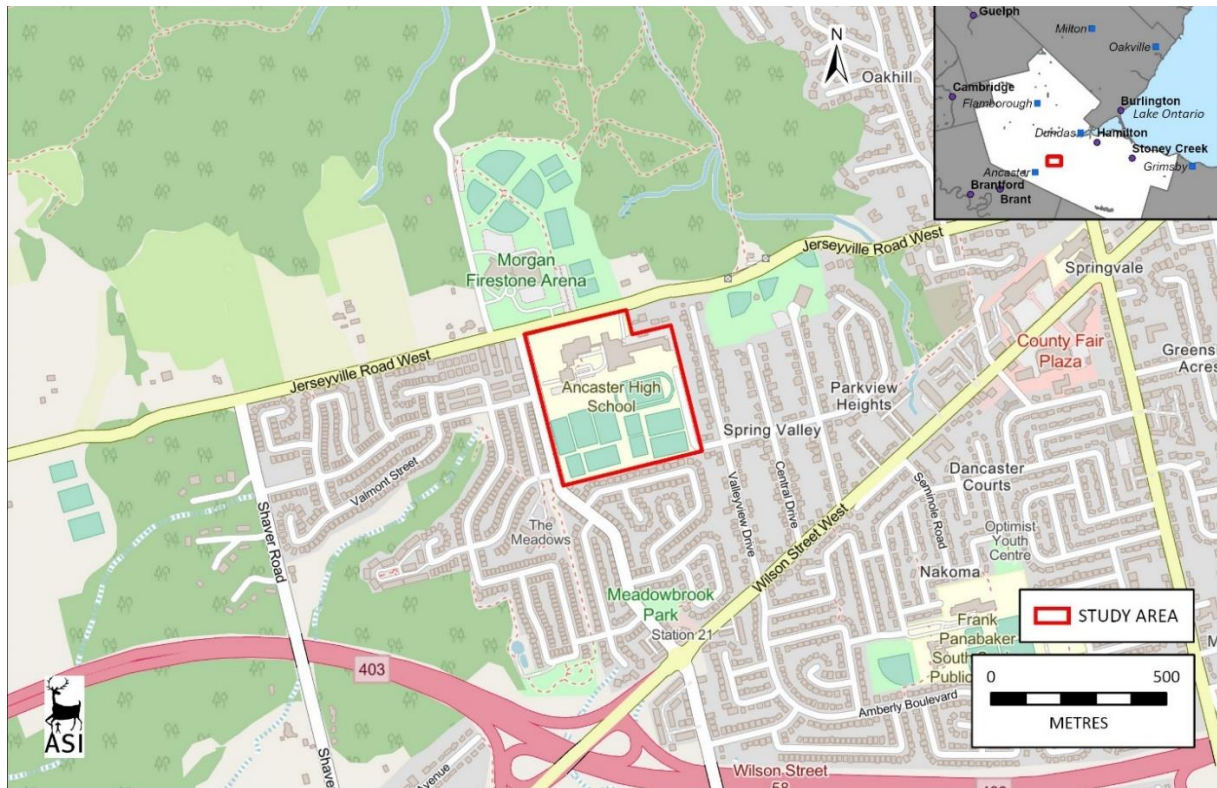 Guelph
Milton
Oakville
Cambridge
Flamborough
Burlington
Lake Ontario
Dundas
Hamilton
Stoney Creek
Ancaster
Grimsby
Brantford
Brant
N
Oakhill
Jerseyville Road West
Springvale
Morgan
Firestone Arena
County Fair
Plaza
Greens
Acres
Jerseyville Road West
Ancaster High
School
Parkview
Heights
Spring Valley
Valmont Street
Valleyview Drive
Central Drive
Seminole Road
Dancaster
Courts
Wilson Street West
Shaver Road
The
Meadows
Optimist
Youth
Centre
Nakoma
Meadowbrook
Park
Station 21
Frank
Panabaker
South
Public
STUDY AREA
403
0 500
METRES
Amberly Boulevard
ASI
Shaver
Avenue
Wilson Street
58